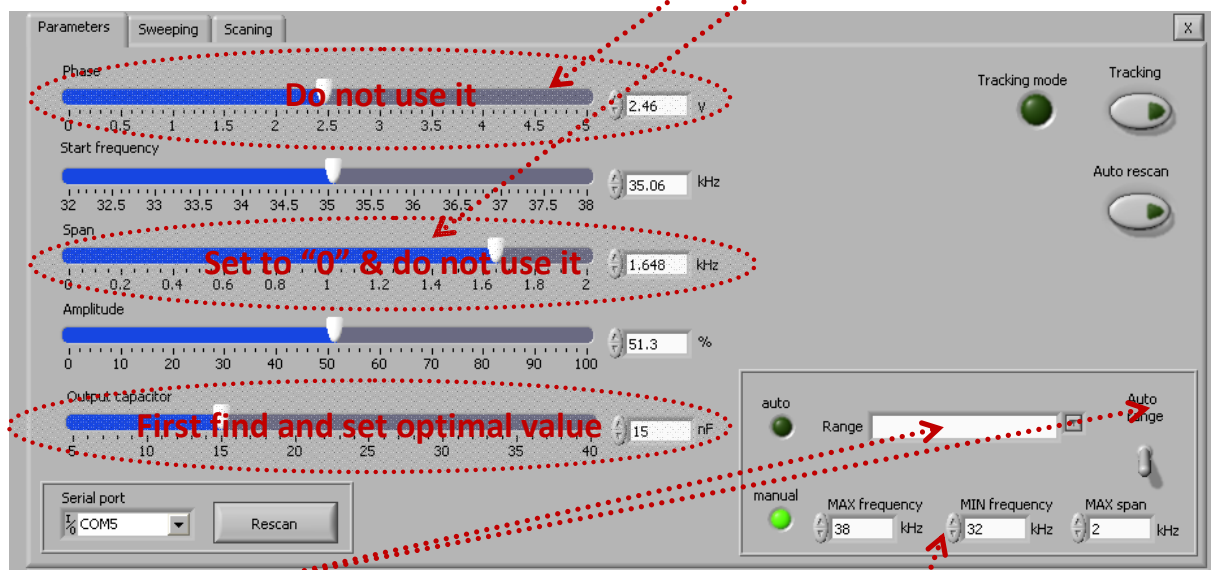 Parameters Sweeping Scaning X
Phase
Do not use it
2.46 V
0 0.5 1 1.5 2 2.5 3 3.5 4 4.5 5
Start frequency
35.06 kHz
32 32.5 33 33.5 34 34.5 35 35.5 36 36.5 37 37.5 38
Span
Set to “0” & do not use it
1.648 kHz
0 0.2 0.4 0.6 0.8 1 1.2 1.4 1.6 1.8 2
Amplitude
51.3 %
0 10 20 30 40 50 60 70 80 90 100
Output capacitor
First find and set optimal value
15 nF
5 10 15 20 25 30 35 40
Serial port
I/O COM5
Rescan
Tracking mode
Tracking
Auto rescan
auto
Range
Auto
range
manual
MAX frequency MIN frequency MAX span
38 kHz 32 kHz 2 kHz